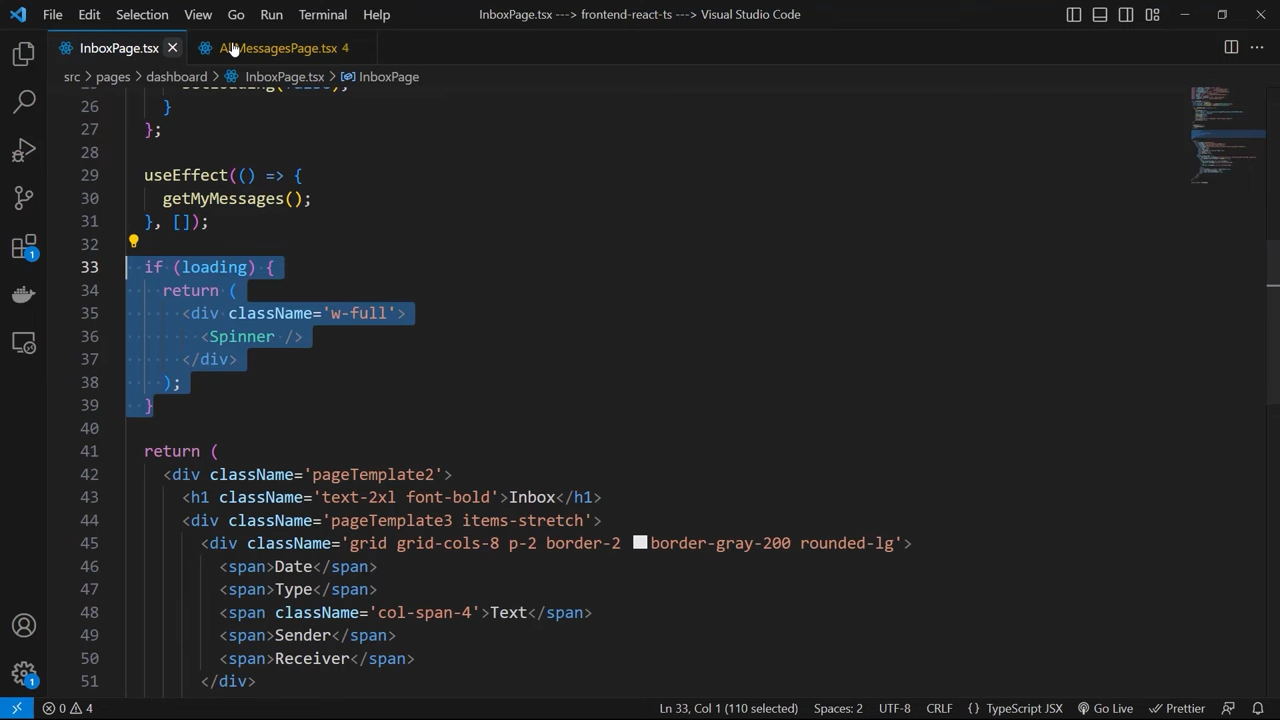 File Edit Selection View Go Run Terminal Help InboxPage.tsx ---> frontend-react-ts ---> Visual Studio Code
InboxPage.tsx AllMessagesPage.tsx 4
src > pages > dashboard > InboxPage.tsx > InboxPage
26 }
27 };
28
29 useEffect(() => {
30 getMyMessages();
31 }, []);
32
33 if (loading) {
34 return (
35 <div className='w-full'>
36 <Spinner />
37 </div>
38 );
39 }
40
41 return (
42 <div className='pageTemplate2'>
43 <h1 className='text-2xl font-bold'>Inbox</h1>
44 <div className='pageTemplate3 items-stretch'>
45 <div className='grid grid-cols-8 p-2 border-2 border-gray-200 rounded-lg'>
46 <span>Date</span>
47 <span>Type</span>
48 <span className='col-span-4'>Text</span>
49 <span>Sender</span>
50 <span>Receiver</span>
51 </div>
1
1
0 4 Ln 33, Col 1 (110 selected) Spaces: 2 UTF-8 CRLF {} TypeScript JSX Go Live Prettier